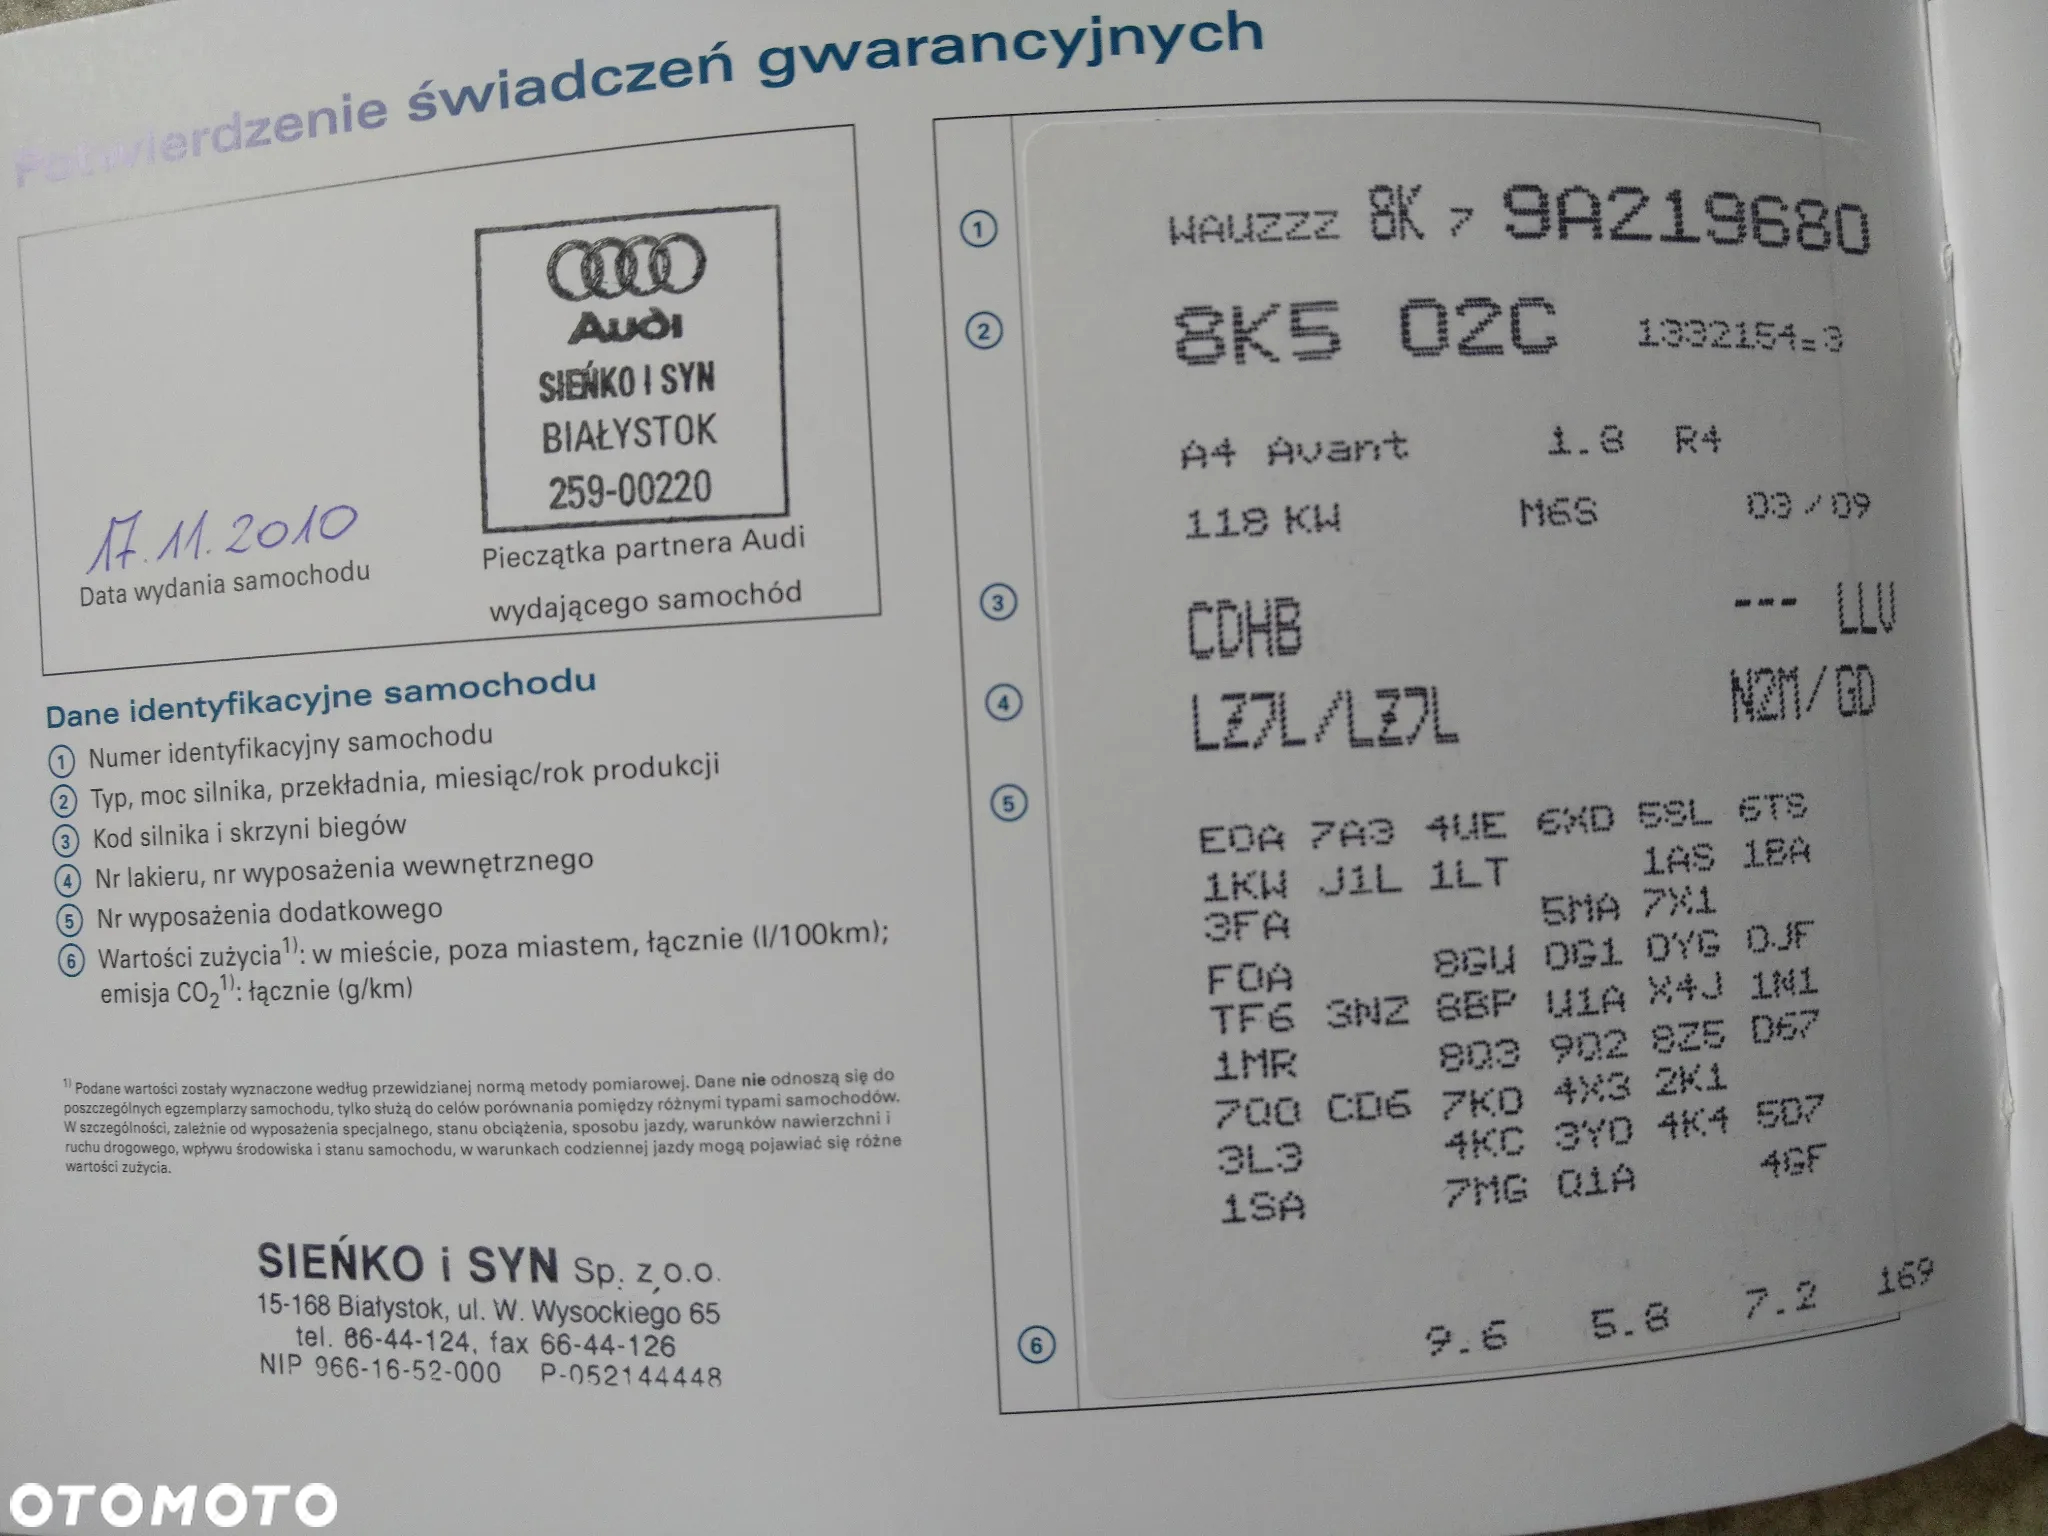 Potwierdzenie świadczeń gwarancyjnych
Audi
SIEŃKO I SYN
BIAŁYSTOK
259-00220
17.11.2010
Data wydania samochodu
Pieczątka partnera Audi
wydającego samochód
Dane identyfikacyjne samochodu
1 Numer identyfikacyjny samochodu
2 Typ, moc silnika, przekładnia, miesiąc/rok produkcji
3 Kod silnika i skrzyni biegów
4 Nr lakieru, nr wyposażenia wewnętrznego
5 Nr wyposażenia dodatkowego
6 Wartości zużycia1): w mieście, poza miastem, łącznie (l/100km);
emisja CO2 1): łącznie (g/km)
1) Podane wartości zostały wyznaczone według przewidzianej normą metody pomiarowej. Dane nie odnoszą się do
poszczególnych egzemplarzy samochodu, tylko służą do celów porównania pomiędzy różnymi typami samochodów.
W szczególności, zależnie od wyposażenia specjalnego, stanu obciążenia, sposobu jazdy, warunków nawierzchni i
ruchu drogowego, wpływu środowiska i stanu samochodu, w warunkach codziennej jazdy mogą pojawiać się różne
wartości zużycia.
SIEŃKO i SYN Sp. z o.o.
15-168 Białystok, ul. W. Wysockiego 65
tel. 66-44-124, fax 66-44-126
NIP 966-16-52-000 P-052144448
1 WAUZZZ 8K 7 9A219680
2 8K5 02C 1332154=3
A4 Avant 1.8 R4
118 KW M6S 03/09
3 CDHB --- LLV
4 LZ7L/LZ7L N2M/GD
5 E0A 7A3 4UE 6XD 5SL 6TS
1KW J1L 1LT 1AS 1BA
3FA 5MA 7X1
F0A 8GU 0G1 0YG 0JF
TF6 3NZ 8BP U1A X4J 1N1
1MR 8Q3 9Q2 8Z5 D67
7Q0 CD6 7K0 4X3 2K1
3L3 4KC 3Y0 4K4 5D7
1SA 7MG Q1A 4GF
6 9.6 5.8 7.2 169
OTOMOTO